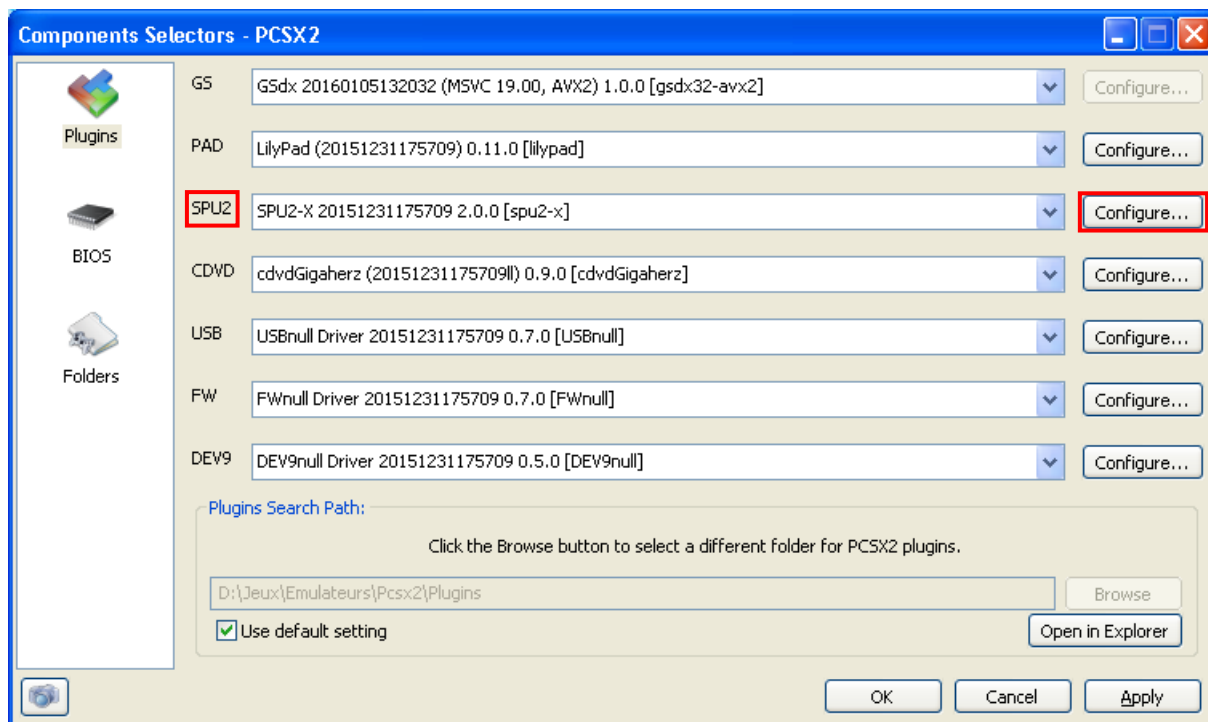 Components Selectors - PCSX2
Plugins
BIOS
Folders
GS GSdx 20160105132032 (MSVC 19.00, AVX2) 1.0.0 [gsdx32-avx2] Configure...
PAD LilyPad (20151231175709) 0.11.0 [lilypad] Configure...
SPU2 SPU2-X 20151231175709 2.0.0 [spu2-x] Configure...
CDVD cdvdGigaherz (20151231175709ll) 0.9.0 [cdvdGigaherz] Configure...
USB USBnull Driver 20151231175709 0.7.0 [USBnull] Configure...
FW FWnull Driver 20151231175709 0.7.0 [FWnull] Configure...
DEV9 DEV9null Driver 20151231175709 0.5.0 [DEV9null] Configure...
Plugins Search Path:
Click the Browse button to select a different folder for PCSX2 plugins.
D:\Jeux\Emulateurs\Pcsx2\Plugins Browse
Use default setting Open in Explorer
OK Cancel Apply